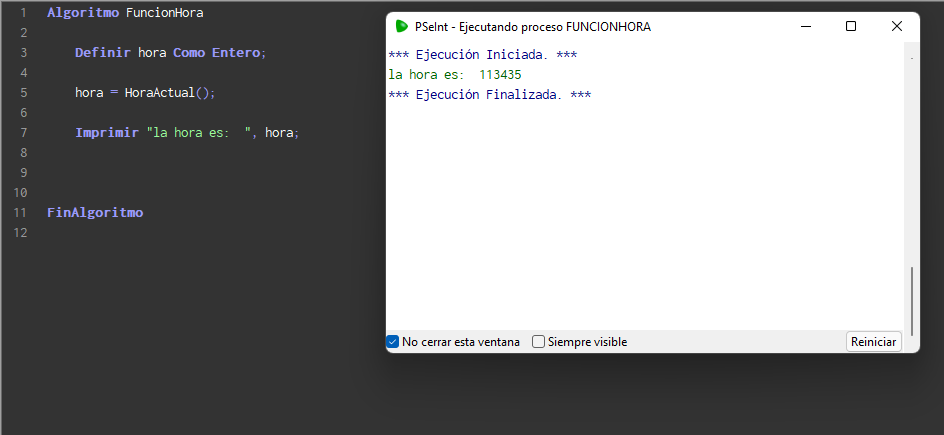 1 Algoritmo FuncionHora
2
3 Definir hora Como Entero;
4
5 hora = HoraActual();
6
7 Imprimir "la hora es:  ", hora;
8
9
10
11 FinAlgoritmo
12
PSeInt - Ejecutando proceso FUNCIONHORA
*** Ejecución Iniciada. ***
la hora es:  113435
*** Ejecución Finalizada. ***
No cerrar esta ventana Siempre visible Reiniciar